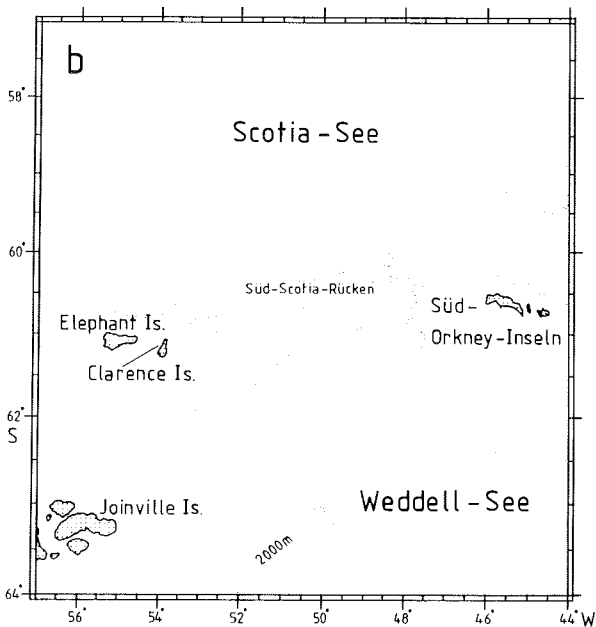 b
58°
Scotia-See
60°
Süd-Scotia-Rücken
Süd-
Orkney-Inseln
Elephant Is.
Clarence Is.
62°
S
Joinville Is.
Weddell-See
2000m
64°
56° 54° 52° 50° 48° 46° 44° W